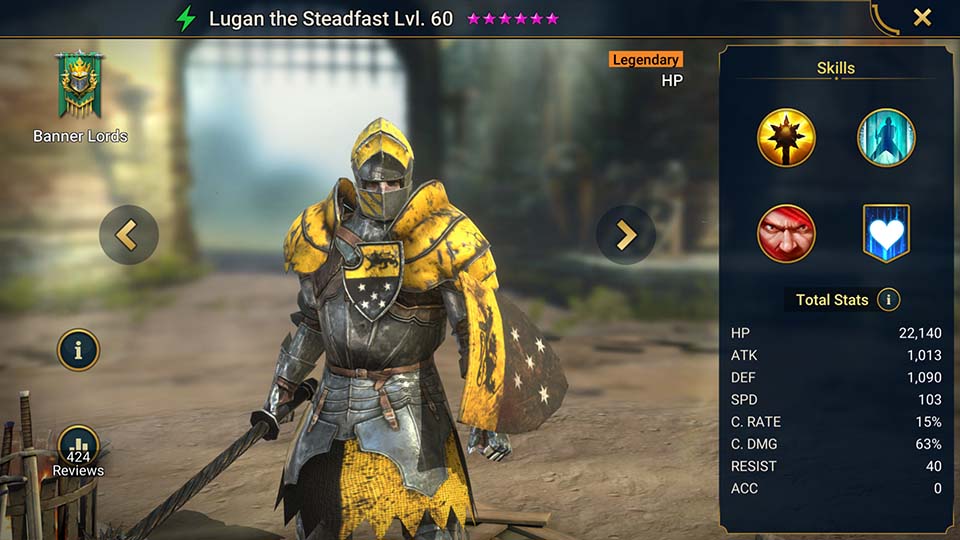 Lugan the Steadfast Lvl. 60
Banner Lords
Legendary
HP
424
Reviews
Skills
Total Stats i
HP 22,140
ATK 1,013
DEF 1,090
SPD 103
C. RATE 15%
C. DMG 63%
RESIST 40
ACC 0